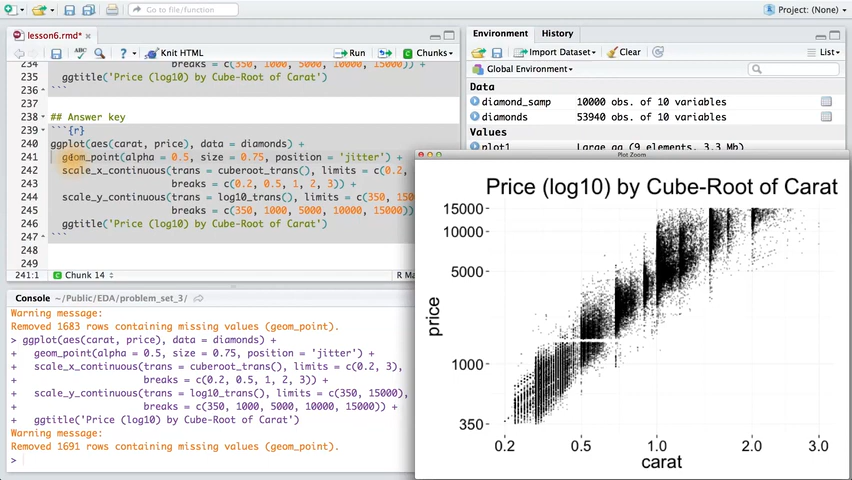 Go to file/function
Project: (None)
lesson6.rmd*
ABC
?
Knit HTML
Run
Chunks
234 breaks = c(350, 1000, 5000, 10000, 15000)) +
235 ggtitle('Price (log10) by Cube-Root of Carat')
236 ```
237
238 ## Answer key
239 ```{r}
240 ggplot(aes(carat, price), data = diamonds) +
241 geom_point(alpha = 0.5, size = 0.75, position = 'jitter') +
242 scale_x_continuous(trans = cuberoot_trans(), limits = c(0.2,
243 breaks = c(0.2, 0.5, 1, 2, 3)) +
244 scale_y_continuous(trans = log10_trans(), limits = c(350, 15
245 breaks = c(350, 1000, 5000, 10000, 15000))
246 ggtitle('Price (log10) by Cube-Root of Carat')
247 ```
248
249
241:1 Chunk 14 R Ma
Console ~/Public/EDA/problem_set_3/
Warning message:
Removed 1683 rows containing missing values (geom_point).
> ggplot(aes(carat, price), data = diamonds) +
+ geom_point(alpha = 0.5, size = 0.75, position = 'jitter') +
+ scale_x_continuous(trans = cuberoot_trans(), limits = c(0.2, 3),
+ breaks = c(0.2, 0.5, 1, 2, 3)) +
+ scale_y_continuous(trans = log10_trans(), limits = c(350, 15000),
+ breaks = c(350, 1000, 5000, 10000, 15000)) +
+ ggtitle('Price (log10) by Cube-Root of Carat')
Warning message:
Removed 1691 rows containing missing values (geom_point).
>
Environment History
Import Dataset Clear List
Global Environment
Data
diamond_samp 10000 obs. of 10 variables
diamonds 53940 obs. of 10 variables
Values
plot1 Large gg (9 elements, 3.3 Mb)
Plot Zoom
Price (log10) by Cube-Root of Carat
15000
10000
5000
1000
350
price
0.2 0.5 1.0 2.0 3.0
carat